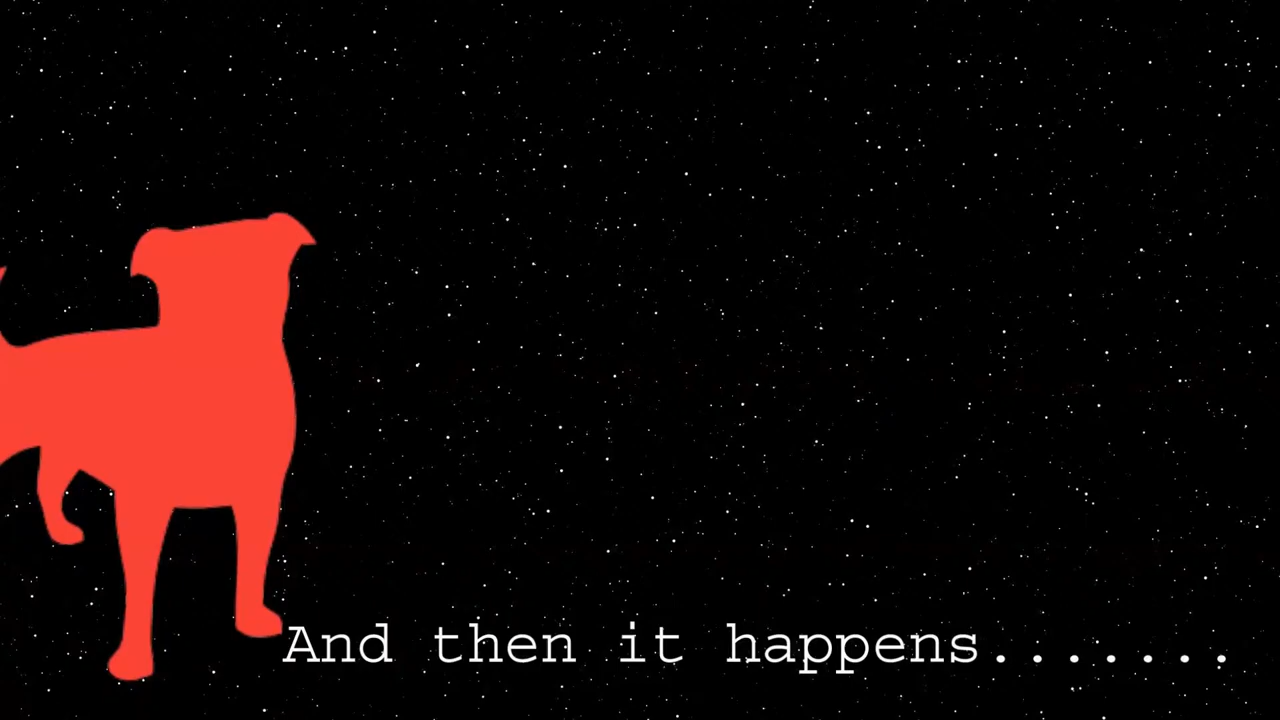 And then it happens.......